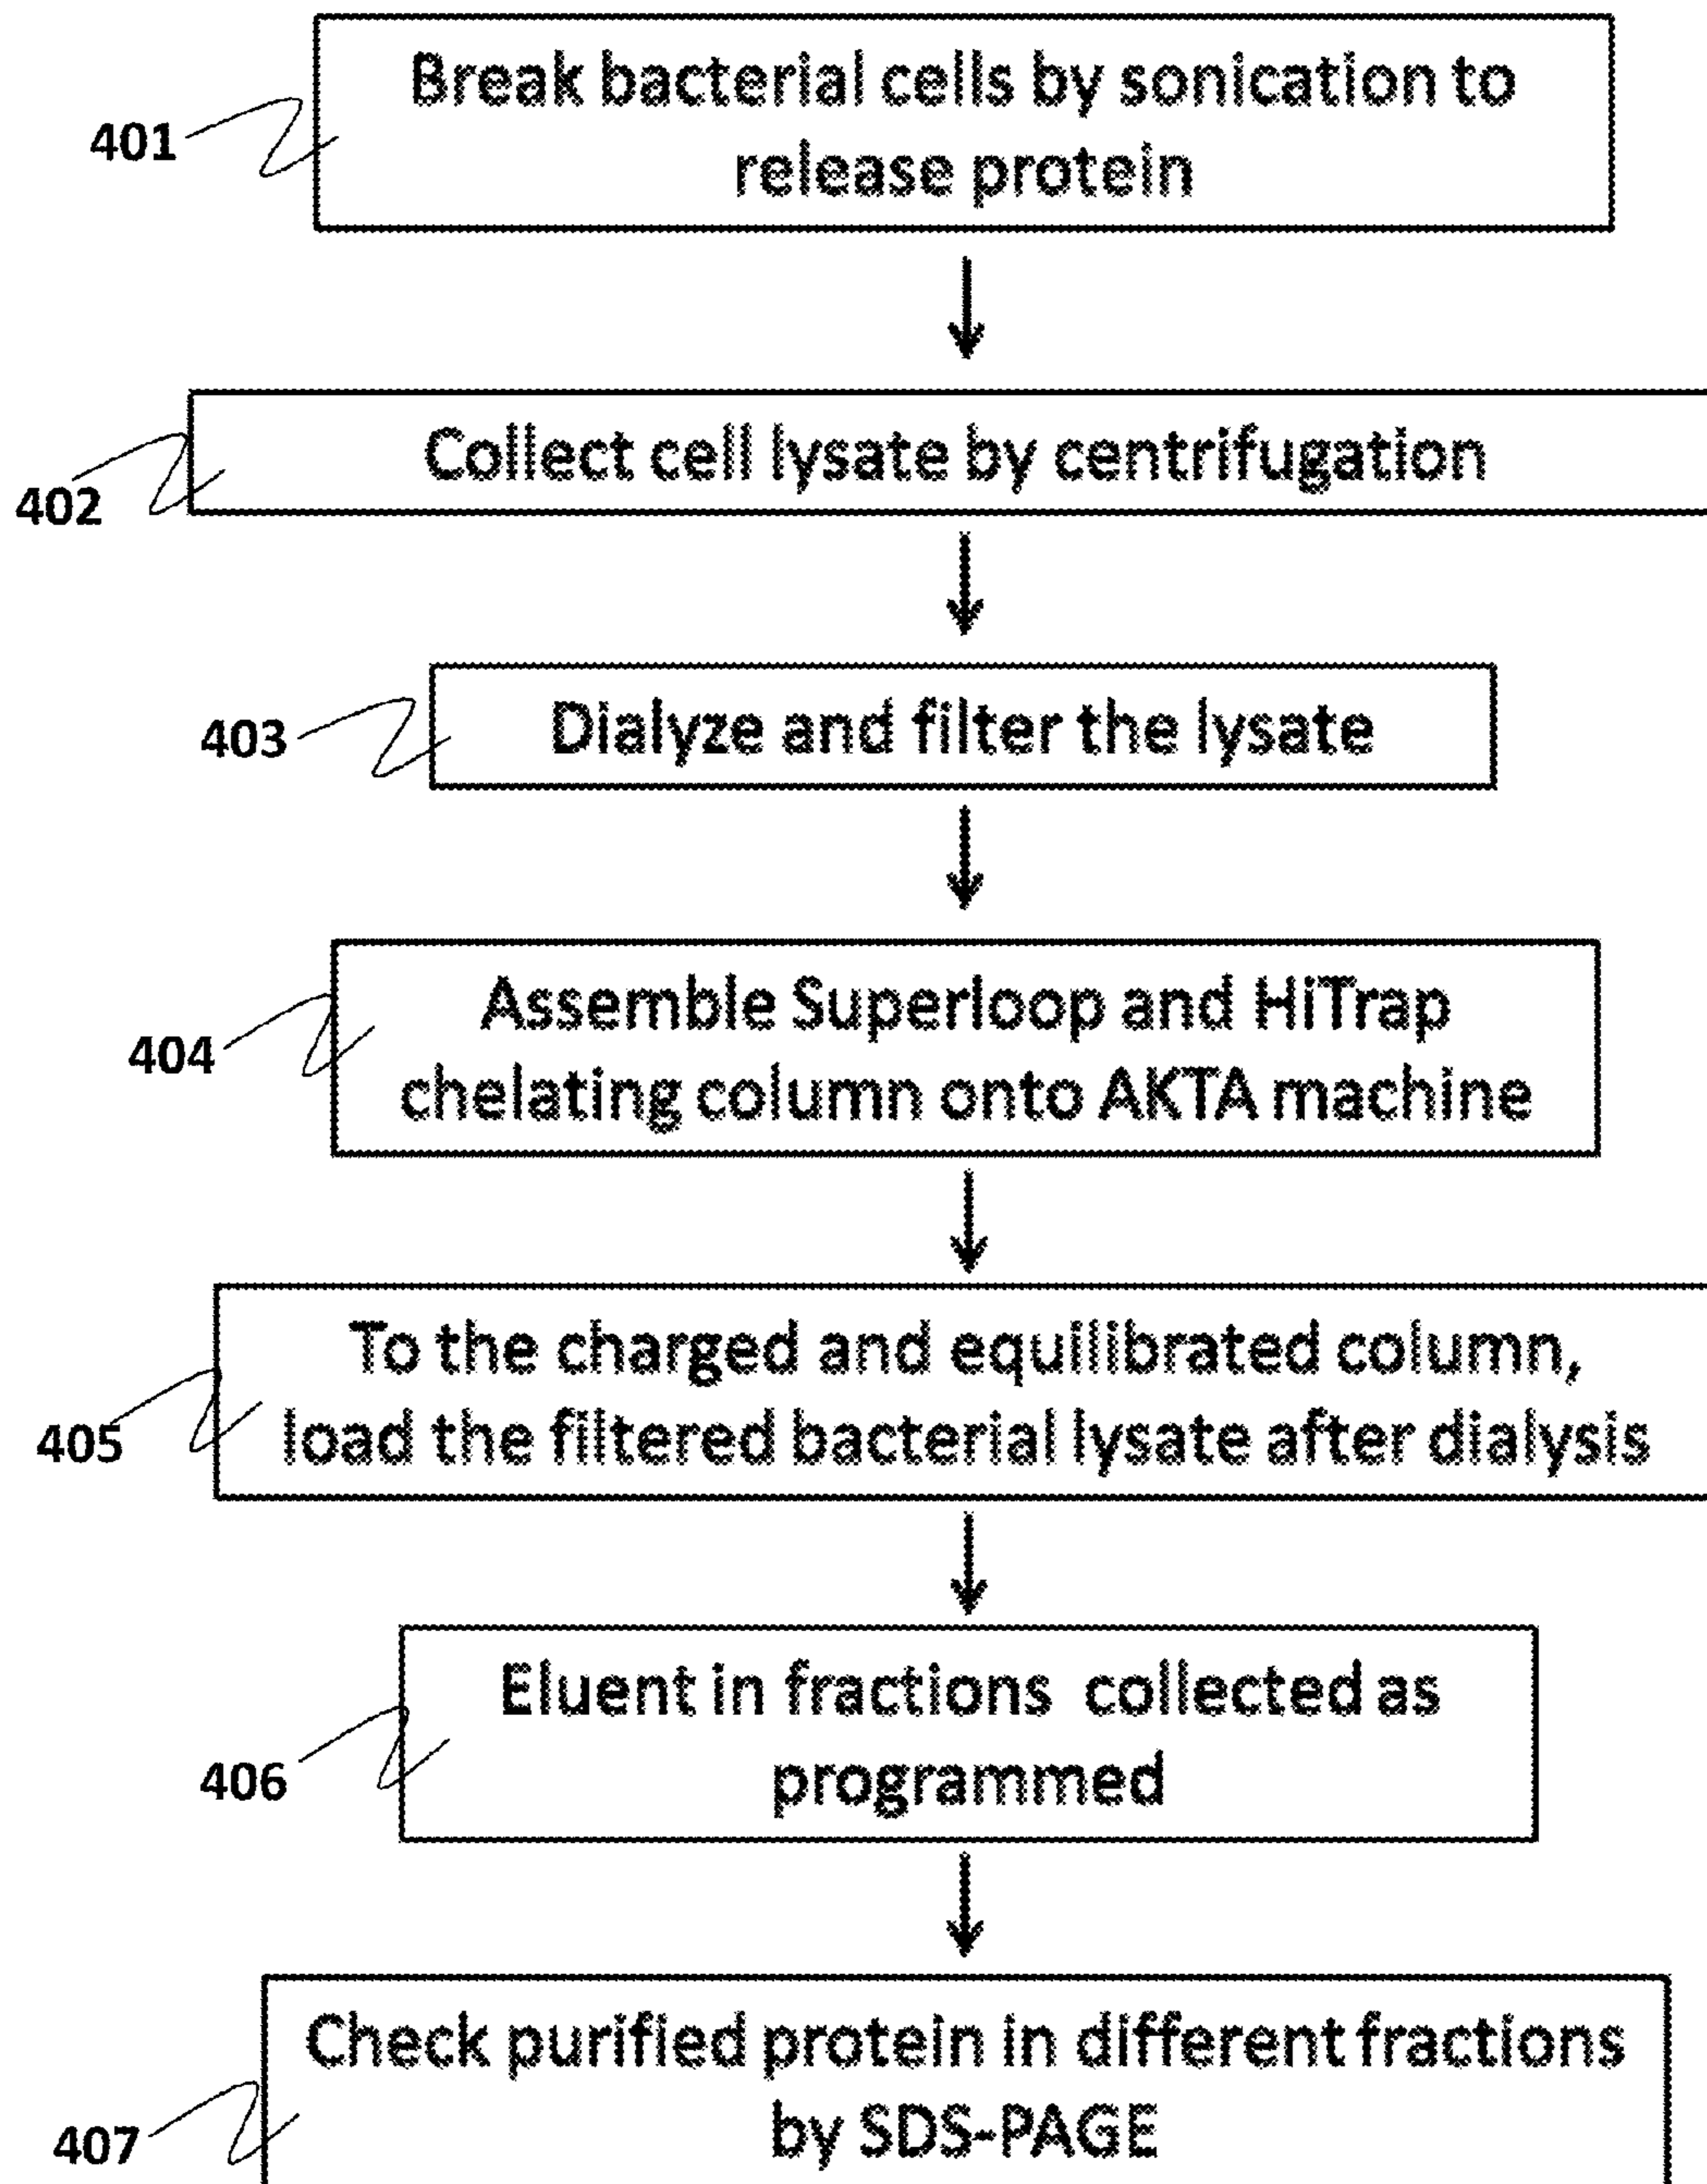 Break bacterial cells by sonication to
401
release protein
Collect cell lysate by centrifugation
402
403
Dialyze and filter the lysate
Assemble Superloop and HiTrap
404
chelating column onto AKTA machine
To the charged and equilibrated column,
405
load the filtered bacterial lysate after dialysis
Eluent in fractions collected as
406
programmed
Check purified protein in different fractions
407
by SDS-PAGE